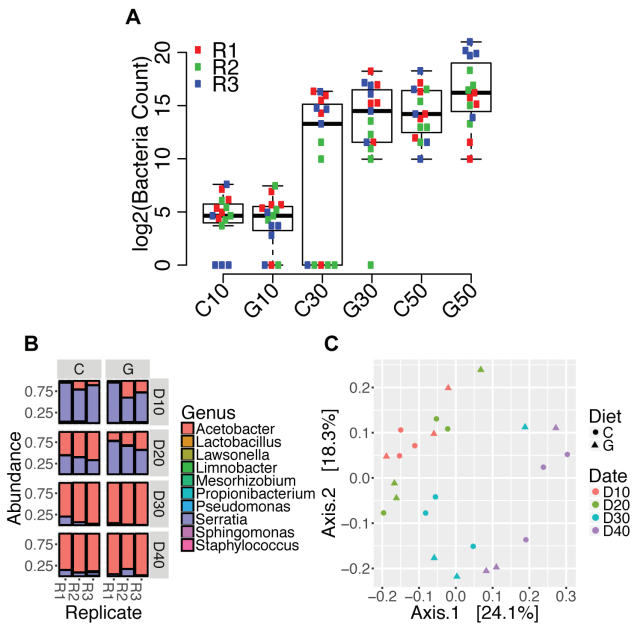 A
R1
R2
R3
log2(Bacteria Count)
20
15
10
5
0
C10 G10 C30 G30 C50 G50
B
C G
0.75
0.25
D10
0.75
0.25
D20
0.75
0.25
D30
0.75
0.25
D40
Abundance
R1 R2 R3 R1 R2 R3
Replicate
Genus
Acetobacter
Lactobacillus
Lawsonella
Limnobacter
Mesorhizobium
Propionibacterium
Pseudomonas
Serratia
Sphingomonas
Staphylococcus
C
Axis.2 [18.3%]
0.2
0.1
0.0
−0.1
−0.2
−0.2 −0.1 0.0 0.1 0.2 0.3
Axis.1 [24.1%]
Diet
C
G
Date
D10
D20
D30
D40